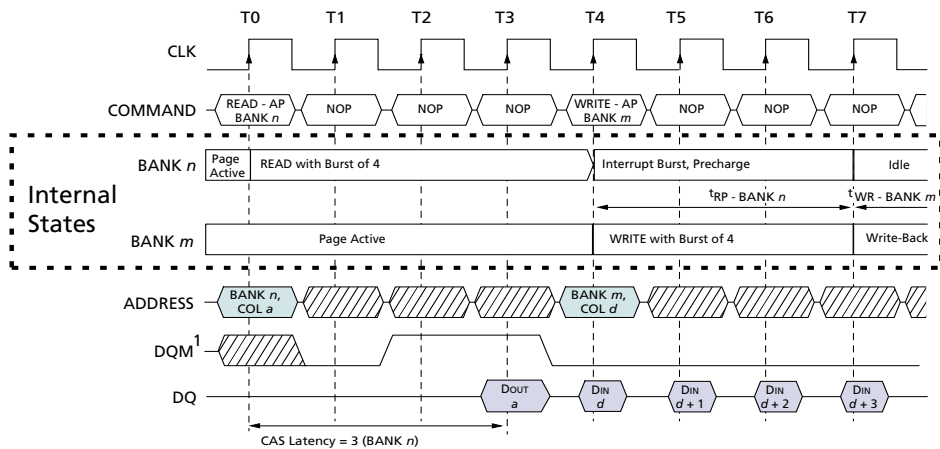 T0 T1 T2 T3 T4 T5 T6 T7
CLK
COMMAND
READ - AP
BANK n
NOP
NOP
NOP
WRITE - AP
BANK m
NOP
NOP
NOP
Internal
States
BANK n
Page
Active
READ with Burst of 4
Interrupt Burst, Precharge
Idle
tRP - BANK n
tWR - BANK m
BANK m
Page Active
WRITE with Burst of 4
Write-Back
ADDRESS
BANK n,
COL a
BANK m,
COL d
DQM1
DQ
DOUT
a
DIN
d
DIN
d + 1
DIN
d + 2
DIN
d + 3
CAS Latency = 3 (BANK n)